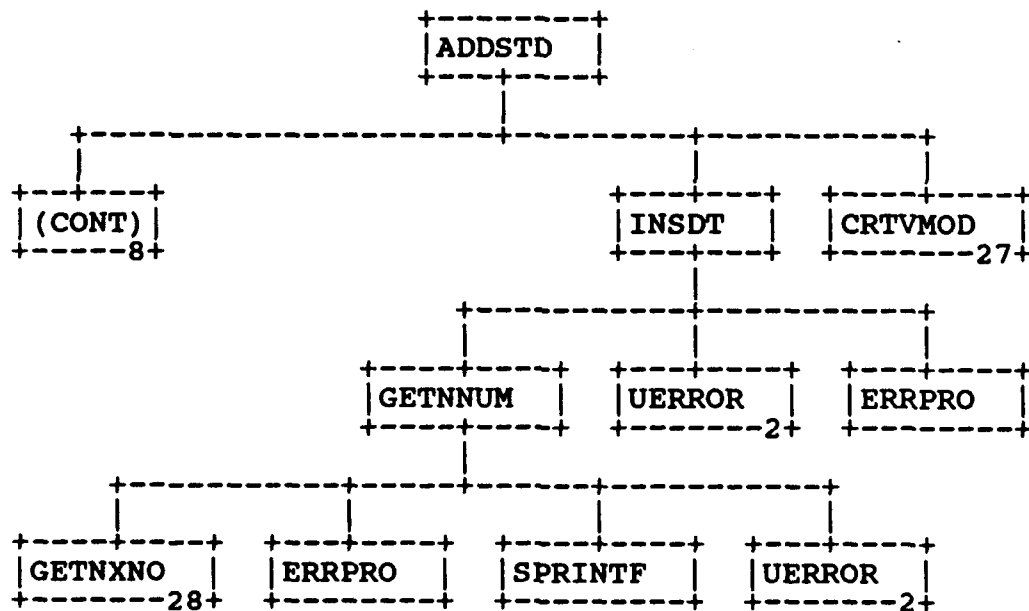 ADDSTD
(CONT) INSDT CRTVMOD
8 27
GETNNUM UERROR ERRPRO
2
GETNXNO ERRPRO SPRINTF UERROR
28 2